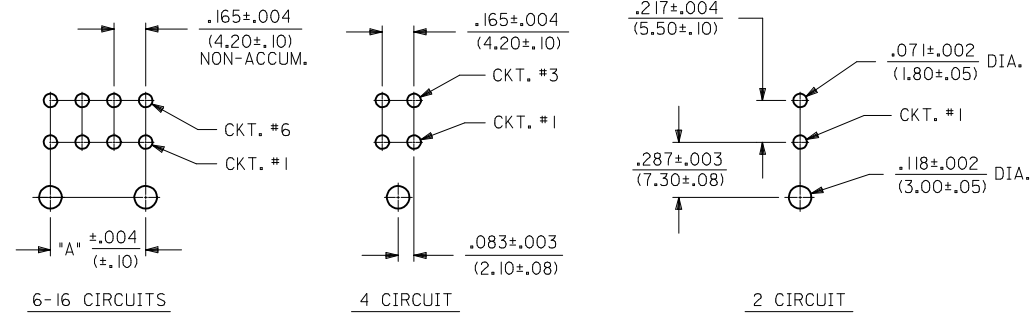 .165±.004
(4.20±.10)
NON-ACCUM.
CKT. #6
CKT. #1
"A" ±.004
(±.10)
6-16 CIRCUITS
.165±.004
(4.20±.10)
CKT. #3
CKT. #1
.083±.003
(2.10±.08)
4 CIRCUIT
.217±.004
(5.50±.10)
.071±.002 DIA.
(1.80±.05)
CKT. #1
.287±.003
(7.30±.08)
.118±.002 DIA.
(3.00±.05)
2 CIRCUIT